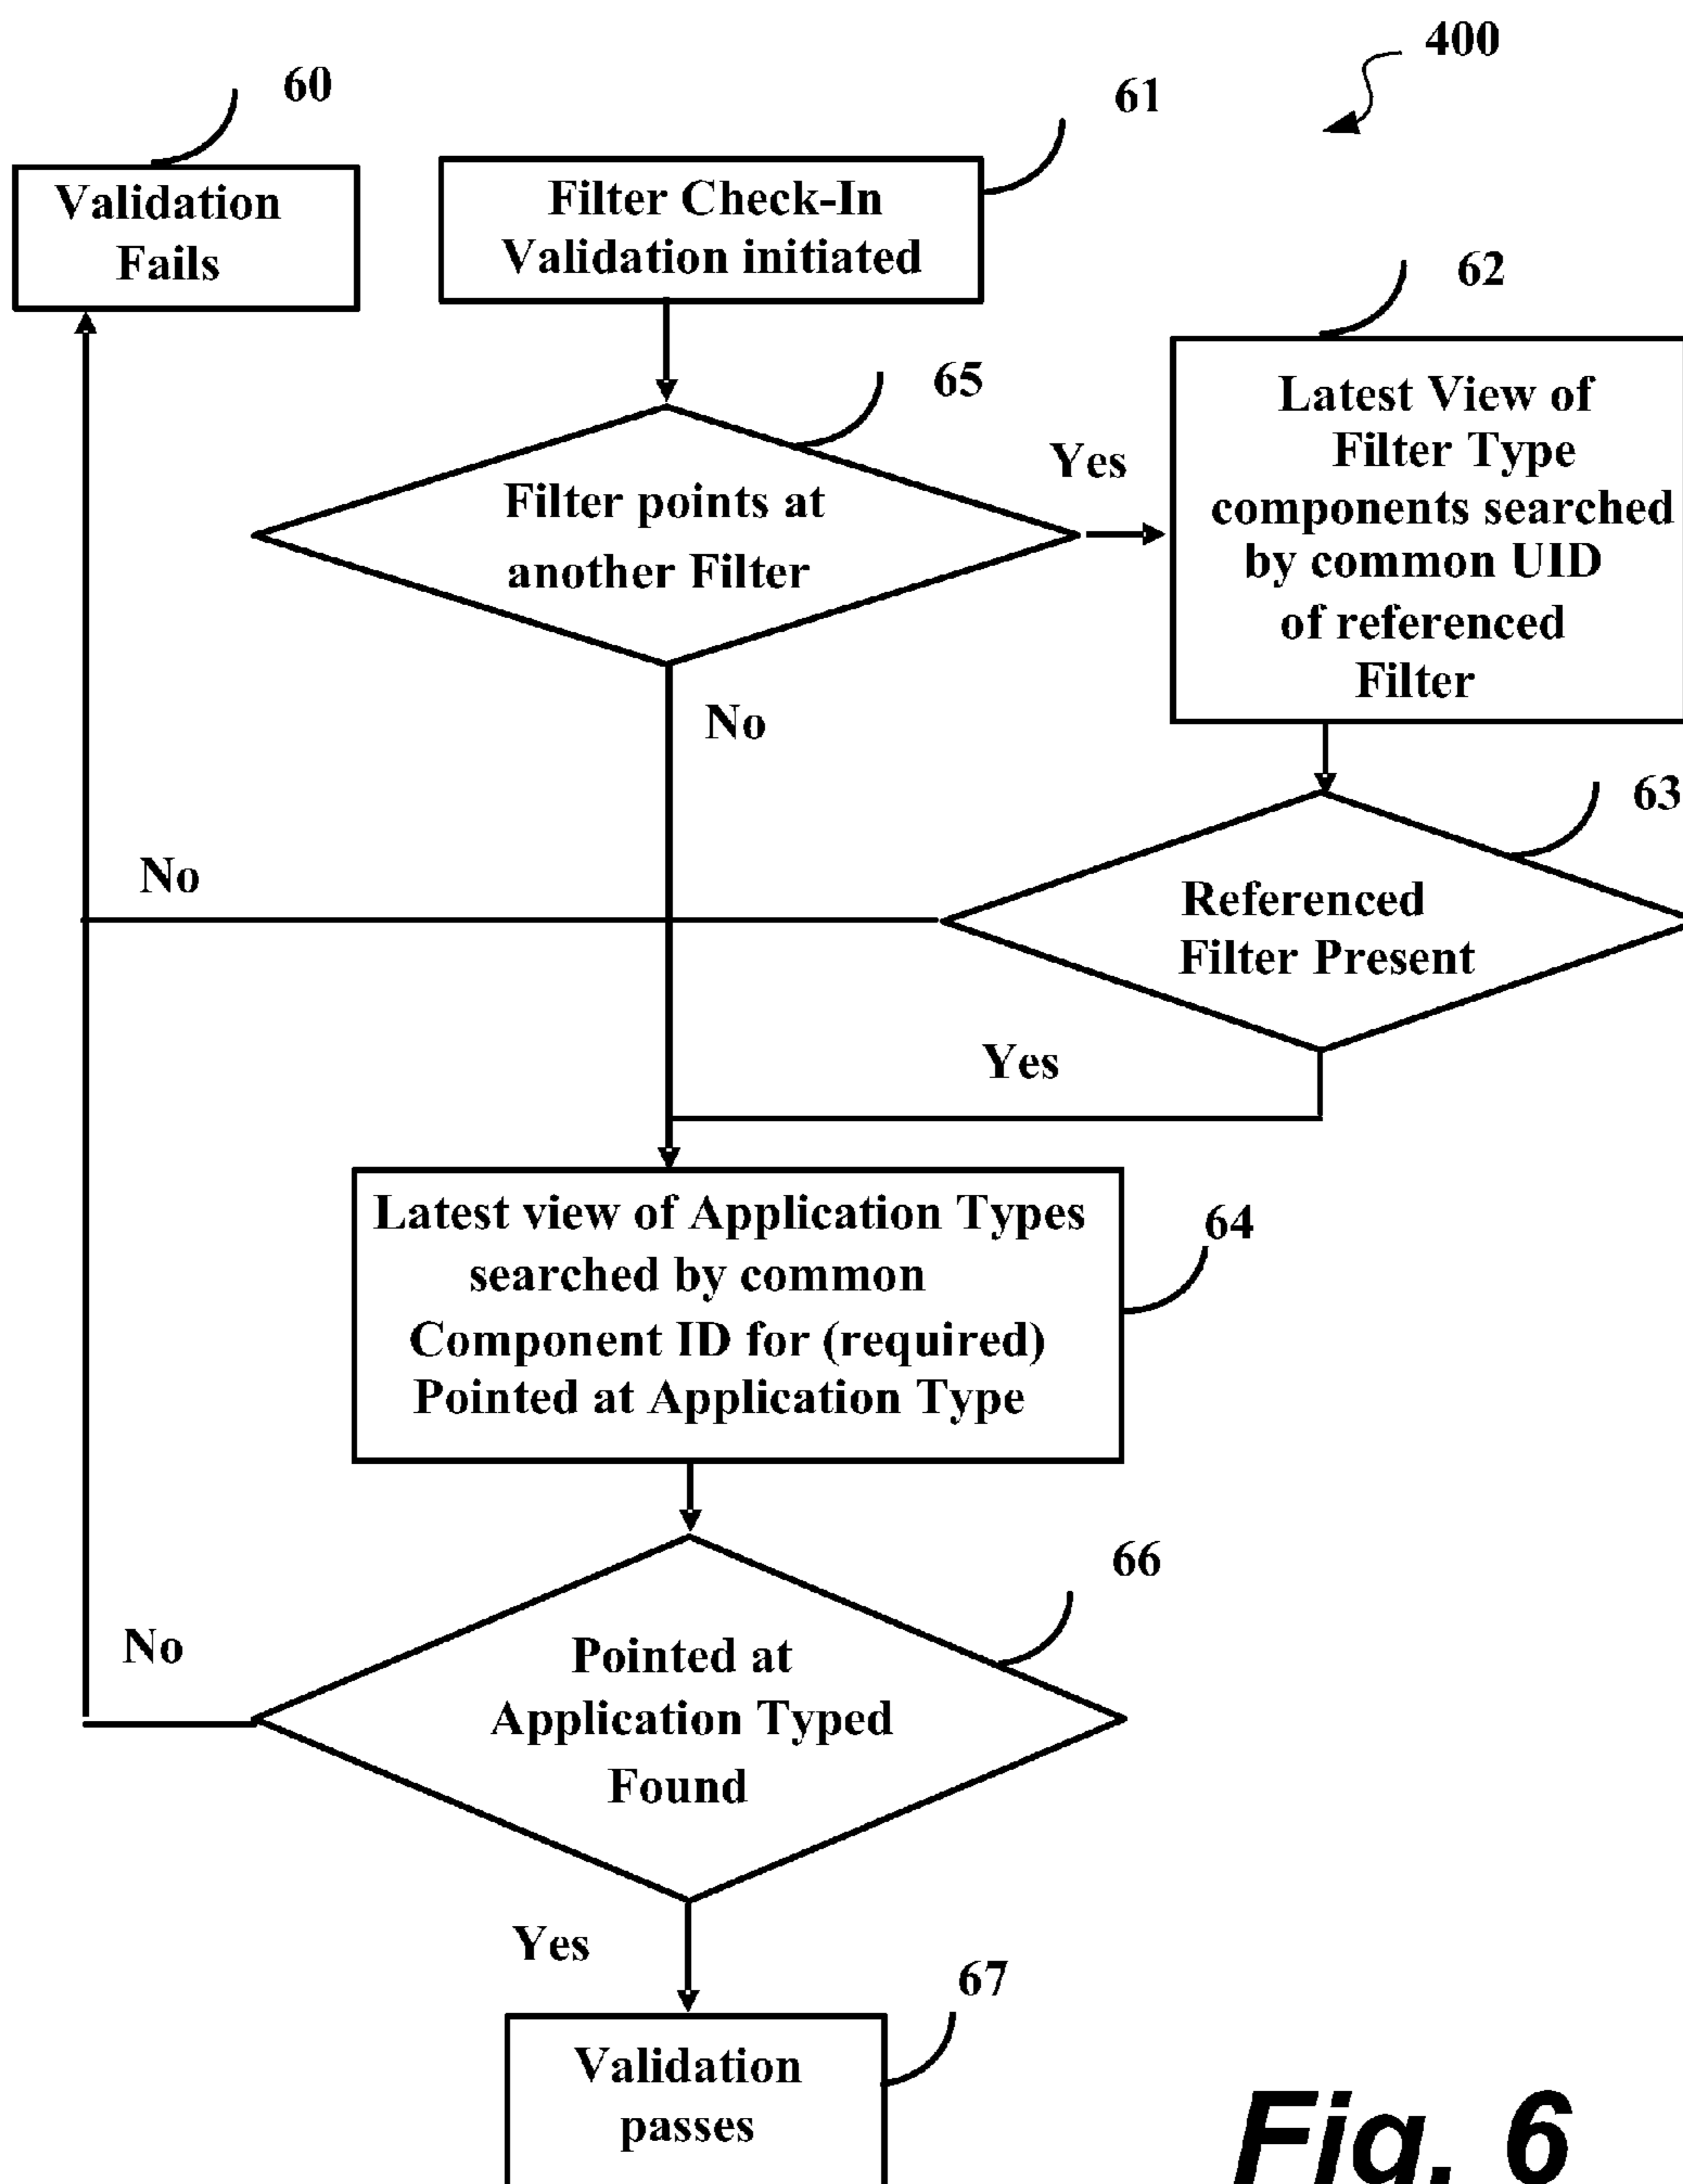 400
60
61
Validation
Fails
Filter Check-In
Validation initiated
62
65
Latest View of
Filter Type
components searched
by common UID
of referenced
Filter
Yes
Filter points at
another Filter
No
63
No
Referenced
Filter Present
Yes
Latest view of Application Types
searched by common
Component ID for (required)
Pointed at Application Type
64
66
No
Pointed at
Application Typed
Found
Yes
67
Validation
passes
Fig. 6